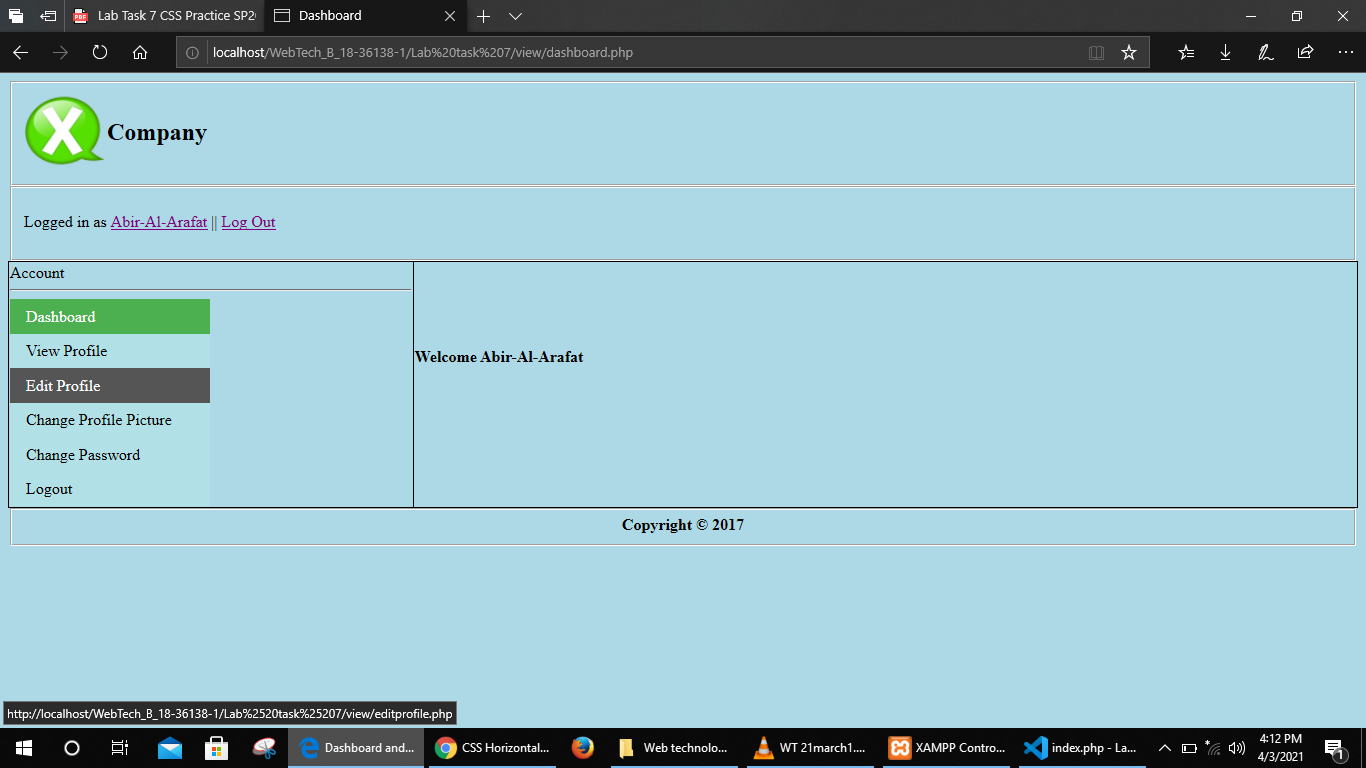 Lab Task 7 CSS Practice SP2
Dashboard
localhost/WebTech_B_18-36138-1/Lab%20task%207/view/dashboard.php
X Company
Logged in as Abir-Al-Arafat || Log Out
Account
Dashboard
View Profile
Edit Profile
Change Profile Picture
Change Password
Logout
Welcome Abir-Al-Arafat
Copyright © 2017
http://localhost/WebTech_B_18-36138-1/Lab%2520task%25207/view/editprofile.php
Dashboard and...
CSS Horizontal...
Web technolo...
WT 21march1....
XAMPP Contro...
index.php - La...
4:12 PM
4/3/2021
1